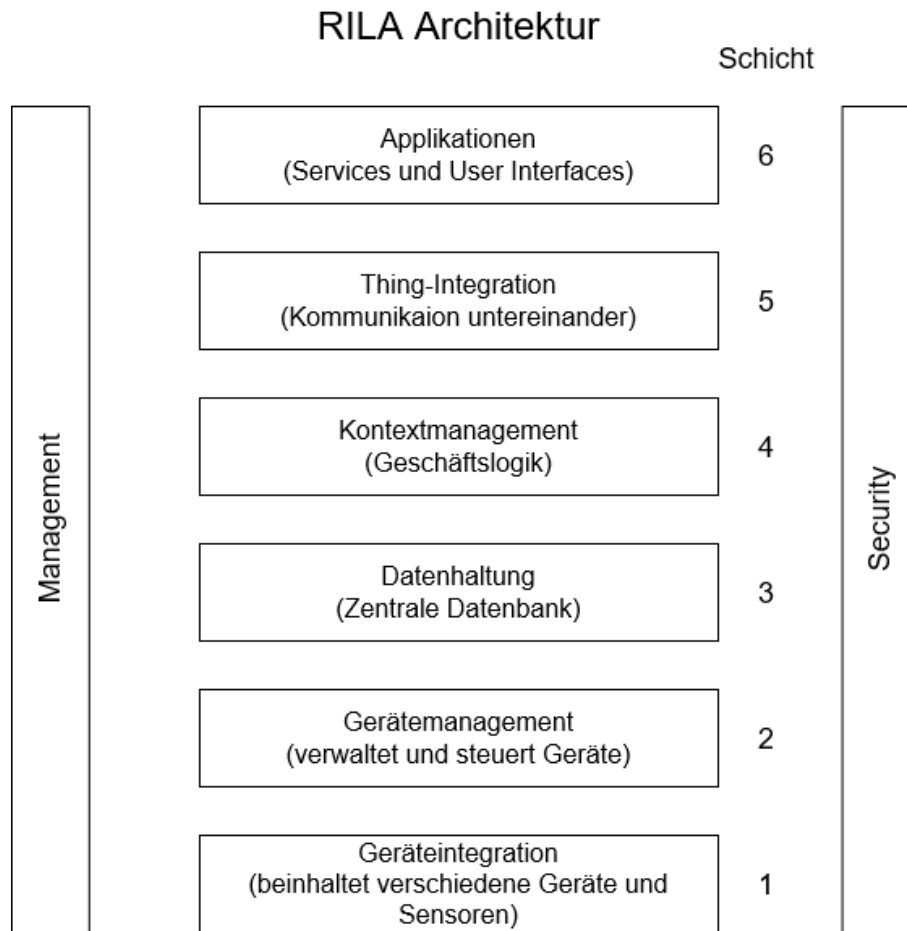 RILA Architektur
Schicht
Applikationen
(Services und User Interfaces)
6
Thing-Integration
(Kommunikaion untereinander)
5
Kontextmanagement
(Geschäftslogik)
4
Datenhaltung
(Zentrale Datenbank)
3
Gerätemanagement
(verwaltet und steuert Geräte)
2
Geräteintegration
(beinhaltet verschiedene Geräte und
Sensoren)
1
Management
Security